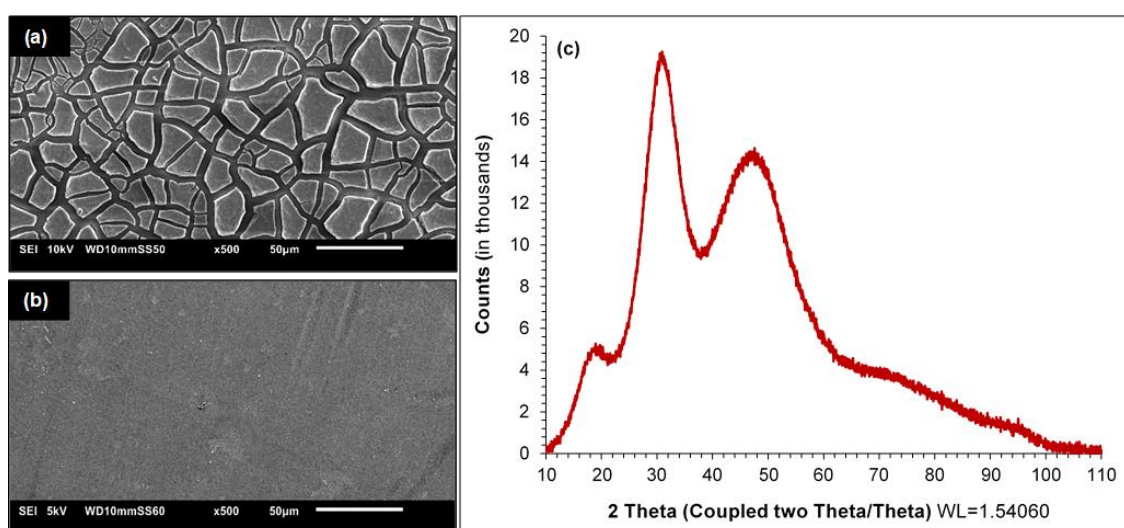 (a)
SEI 10kV WD10mmSS50 x500 50µm
(b)
SEI 5kV WD10mmSS60 x500 50µm
(c)
Counts (in thousands)
20
18
16
14
12
10
8
6
4
2
0
10 20 30 40 50 60 70 80 90 100 110
2 Theta (Coupled two Theta/Theta) WL=1.54060